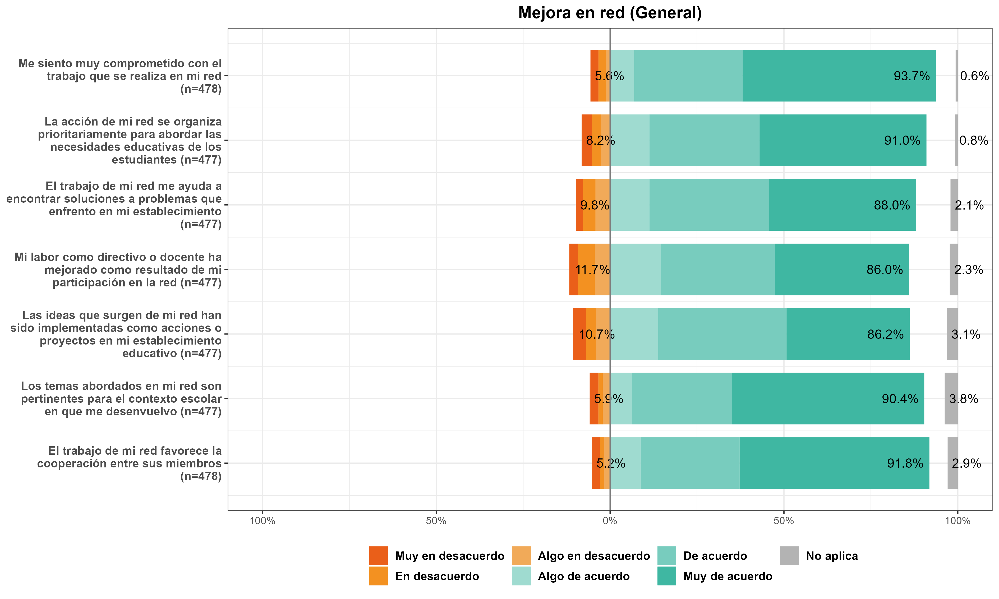 Mejora en red (General)
Me siento muy comprometido con el
trabajo que se realiza en mi red
(n=478)
5.6%
93.7%
0.6%
La acción de mi red se organiza
prioritariamente para abordar las
necesidades educativas de los
estudiantes (n=477)
8.2%
91.0%
0.8%
El trabajo de mi red me ayuda a
encontrar soluciones a problemas que
enfrento en mi establecimiento
(n=477)
9.8%
88.0%
2.1%
Mi labor como directivo o docente ha
mejorado como resultado de mi
participación en la red (n=477)
11.7%
86.0%
2.3%
Las ideas que surgen de mi red han
sido implementadas como acciones o
proyectos en mi establecimiento
educativo (n=477)
10.7%
86.2%
3.1%
Los temas abordados en mi red son
pertinentes para el contexto escolar
en que me desenvuelvo (n=477)
5.9%
90.4%
3.8%
El trabajo de mi red favorece la
cooperación entre sus miembros
(n=478)
5.2%
91.8%
2.9%
100% 50% 0% 50% 100%
Muy en desacuerdo Algo en desacuerdo De acuerdo No aplica
En desacuerdo Algo de acuerdo Muy de acuerdo